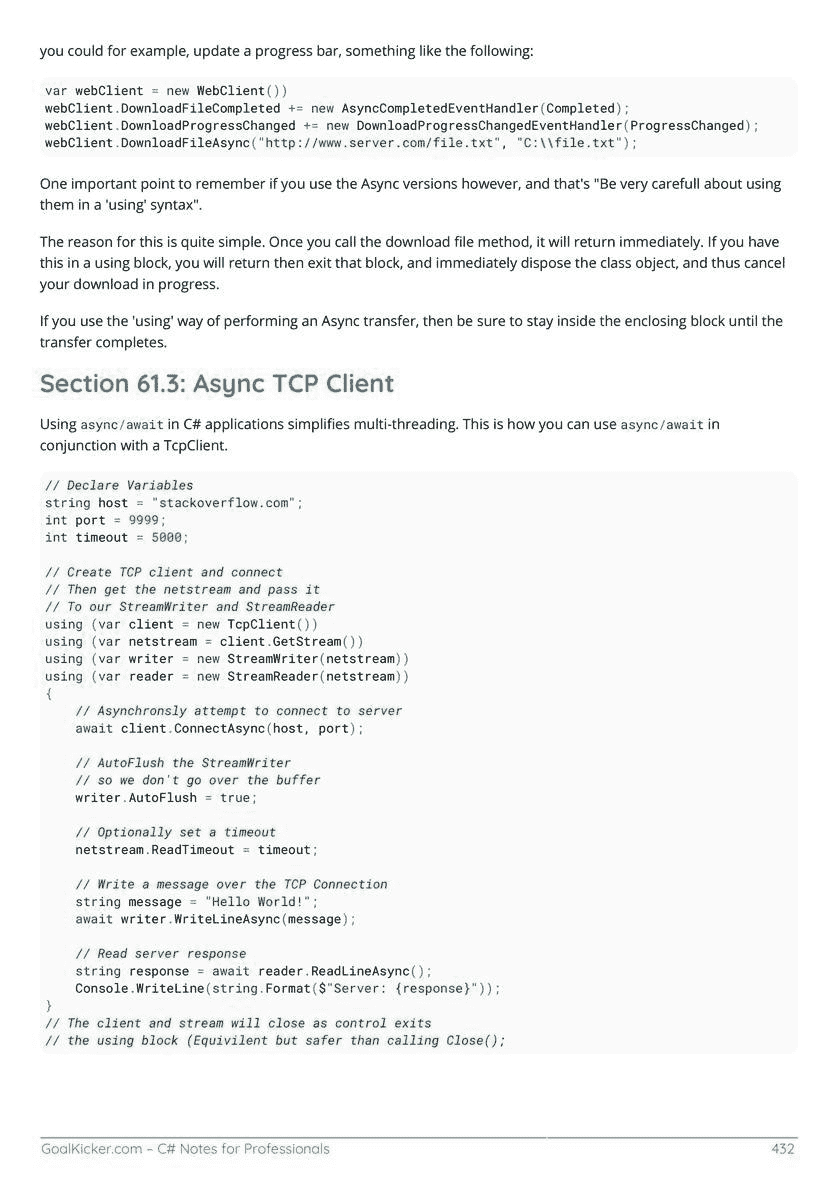 you could for example, update a progress bar, something like the following:
var webClient = new WebClient())
webClient.DownloadFileCompleted += new AsyncCompletedEventHandler(Completed);
webClient.DownloadProgressChanged += new DownloadProgressChangedEventHandler(ProgressChanged);
webClient.DownloadFileAsync("http://www.server.com/file.txt", "C:\\file.txt");
One important point to remember if you use the Async versions however, and that's "Be very carefull about using
them in a 'using' syntax".
The reason for this is quite simple. Once you call the download file method, it will return immediately. If you have
this in a using block, you will return then exit that block, and immediately dispose the class object, and thus cancel
your download in progress.
If you use the 'using' way of performing an Async transfer, then be sure to stay inside the enclosing block until the
transfer completes.
Section 61.3: Async TCP Client
Using async/await in C# applications simplifies multi-threading. This is how you can use async/await in
conjunction with a TcpClient.
// Declare Variables
string host = "stackoverflow.com";
int port = 9999;
int timeout = 5000;
// Create TCP client and connect
// Then get the netstream and pass it
// To our StreamWriter and StreamReader
using (var client = new TcpClient())
using (var netstream = client.GetStream())
using (var writer = new StreamWriter(netstream))
using (var reader = new StreamReader(netstream))
{
    // Asynchronsly attempt to connect to server
    await client.ConnectAsync(host, port);
    // AutoFlush the StreamWriter
    // so we don't go over the buffer
    writer.AutoFlush = true;
    // Optionally set a timeout
    netstream.ReadTimeout = timeout;
    // Write a message over the TCP Connection
    string message = "Hello World!";
    await writer.WriteLineAsync(message);
    // Read server response
    string response = await reader.ReadLineAsync();
    Console.WriteLine(string.Format($"Server: {response}"));
}
// The client and stream will close as control exits
// the using block (Equivilent but safer than calling Close();
GoalKicker.com – C# Notes for Professionals
432